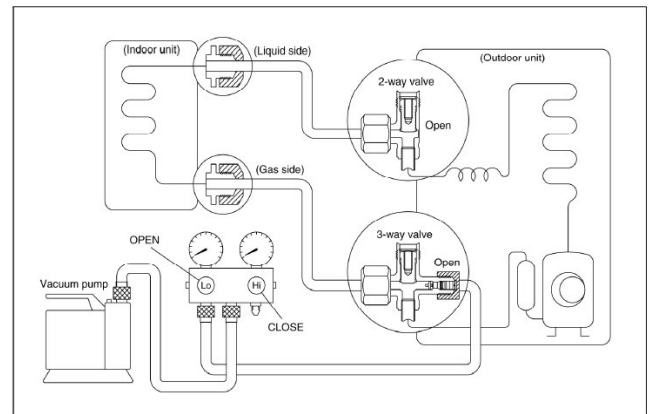 (Indoor unit)
(Liquid side)
2-way valve
(Outdoor unit)
Open
(Gas side)
3-way valve
OPEN
Open
Vacuum pump
Lo
Hi
CLOSE